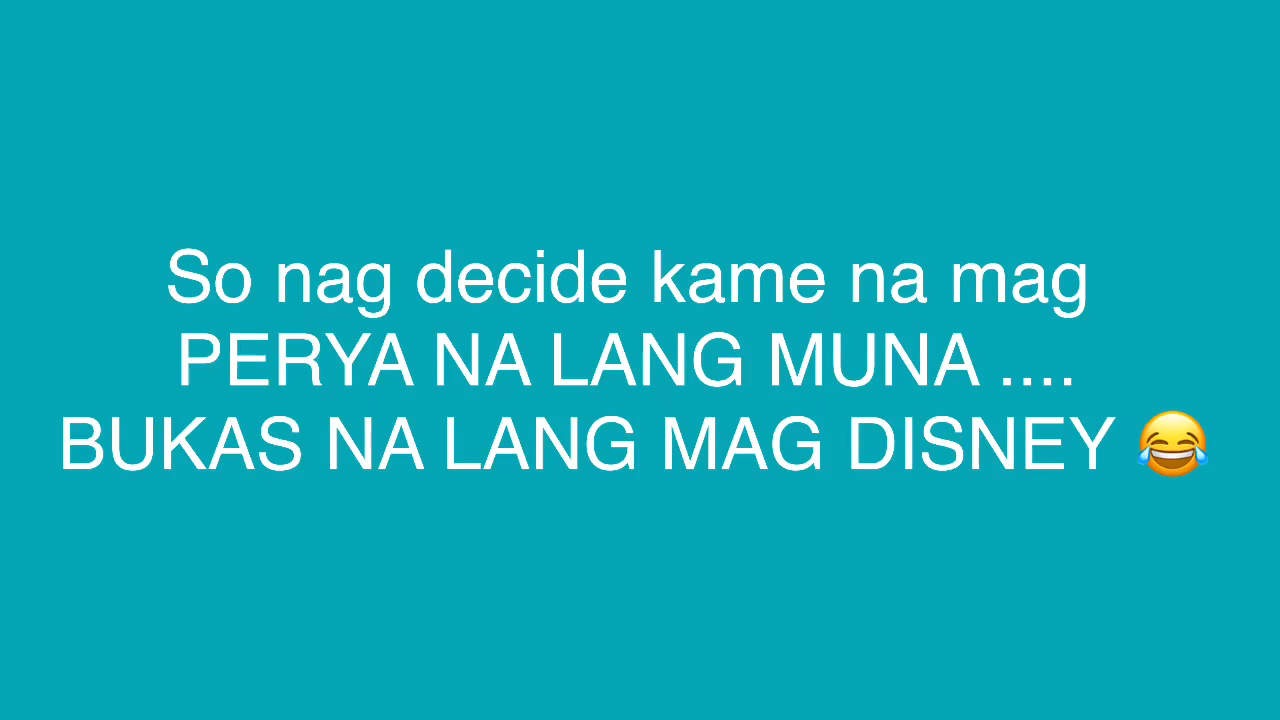 So nag decide kame na mag
PERYA NA LANG MUNA ....
BUKAS NA LANG MAG DISNEY 😂